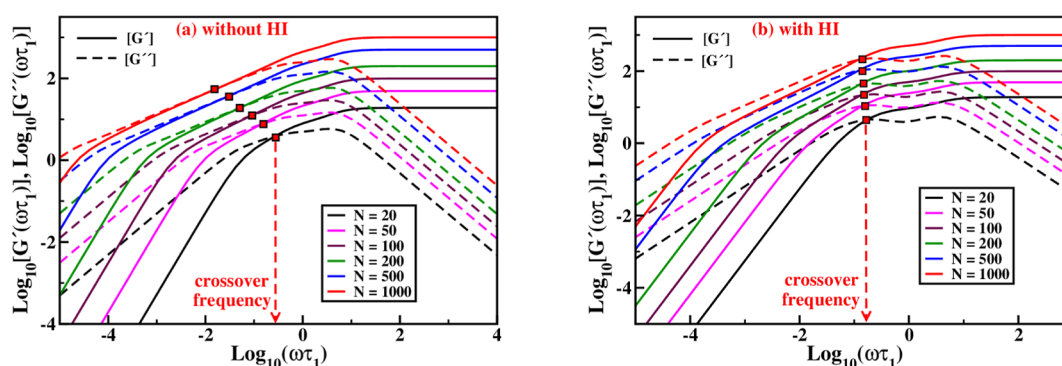 (a) without HI
[G′]
[G′′]
Log10[G′(ωτ1)], Log10[G′′(ωτ1)]
2
0
-2
-4
crossover
frequency
N = 20
N = 50
N = 100
N = 200
N = 500
N = 1000
-4
-2
0
2
4
Log10(ωτ1)
(b) with HI
[G′]
[G′′]
Log10[G′(ωτ1)], Log10[G′′(ωτ1)]
2
0
-2
-4
crossover
frequency
N = 20
N = 50
N = 100
N = 200
N = 500
N = 1000
-4
-2
0
2
Log10(ωτ1)